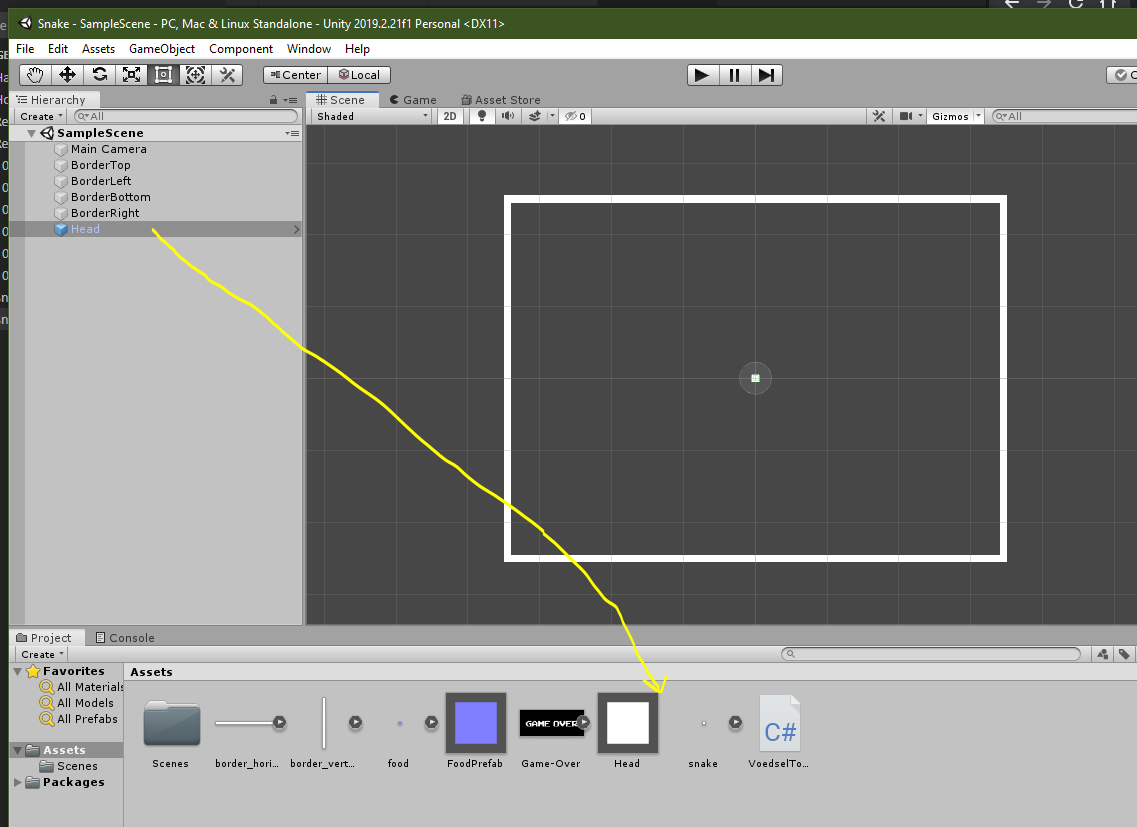 Snake - SampleScene - PC, Mac & Linux Standalone - Unity 2019.2.21f1 Personal <DX11>
File Edit Assets GameObject Component Window Help
Center Local
Hierarchy
Scene Game Asset Store
Create All
Shaded 2D 0 Gizmos All
SampleScene
Main Camera
BorderTop
BorderLeft
BorderBottom
BorderRight
Head
Project Console
Create
Favorites
All Materials
All Models
All Prefabs
Assets
Scenes
Packages
Assets
GAME OVER
C#
Scenes border_hori... border_vert... food FoodPrefab Game-Over Head snake VoedselTo...